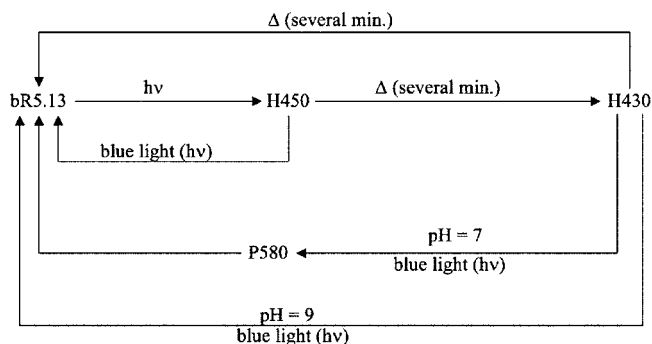 Δ (several min.)
bR5.13 hν H450 Δ (several min.) H430
blue light (hν)
pH = 7
P580
blue light (hν)
pH = 9
blue light (hν)